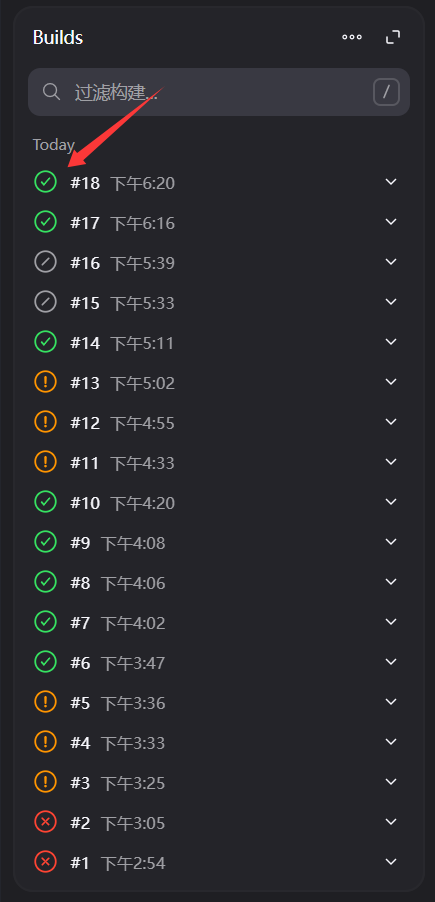 Builds
过滤构建... /
Today
#18 下午6:20
#17 下午6:16
#16 下午5:39
#15 下午5:33
#14 下午5:11
#13 下午5:02
#12 下午4:55
#11 下午4:33
#10 下午4:20
#9 下午4:08
#8 下午4:06
#7 下午4:02
#6 下午3:47
#5 下午3:36
#4 下午3:33
#3 下午3:25
#2 下午3:05
#1 下午2:54